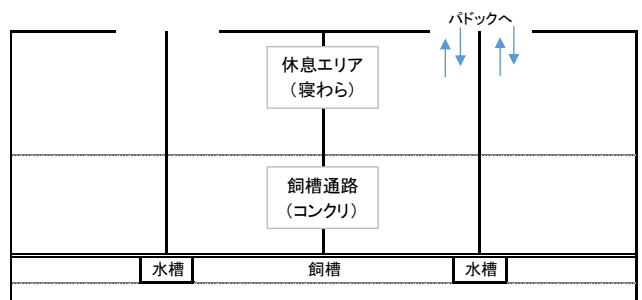 パドックへ
休息エリア
（寝わら）
飼槽通路
（コンクリ）
水槽
飼槽
水槽